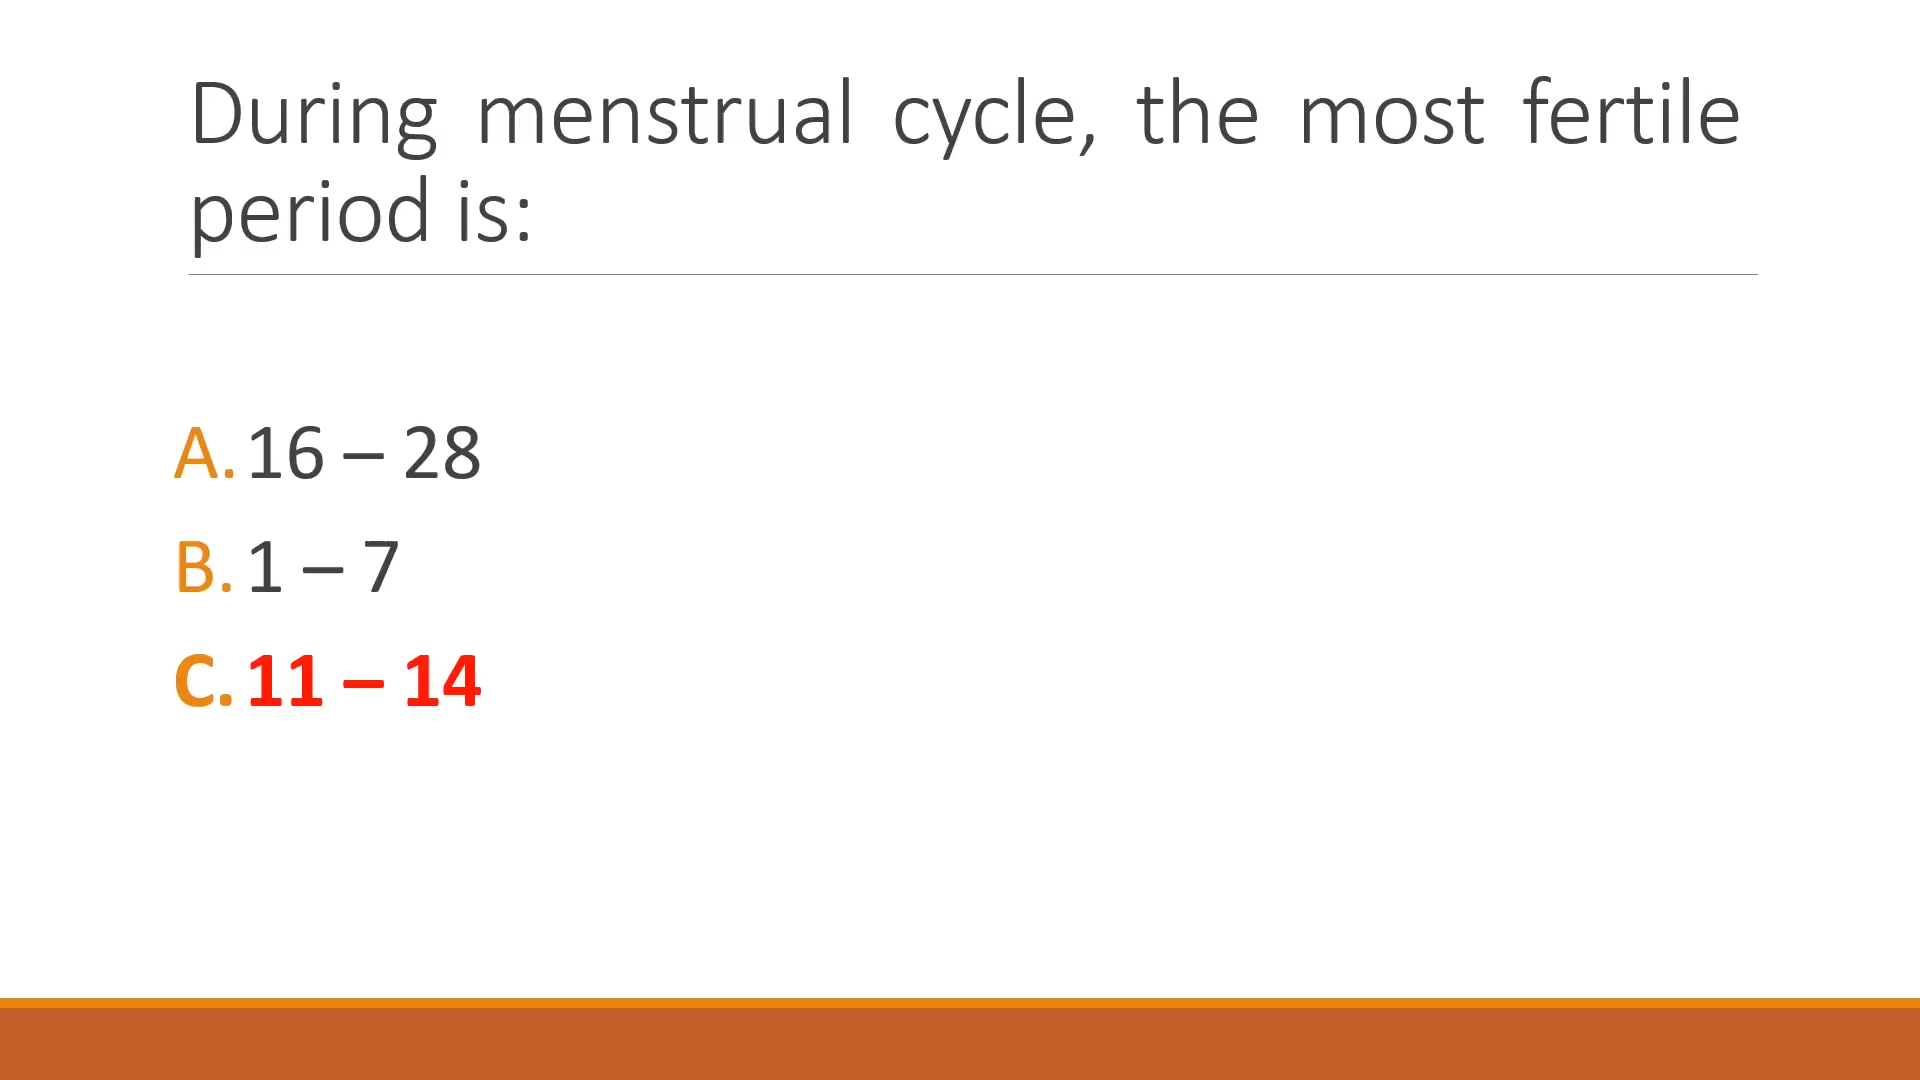 During menstrual cycle, the most fertile
period is:
A. 16 – 28
B. 1 – 7
C. 11 – 14